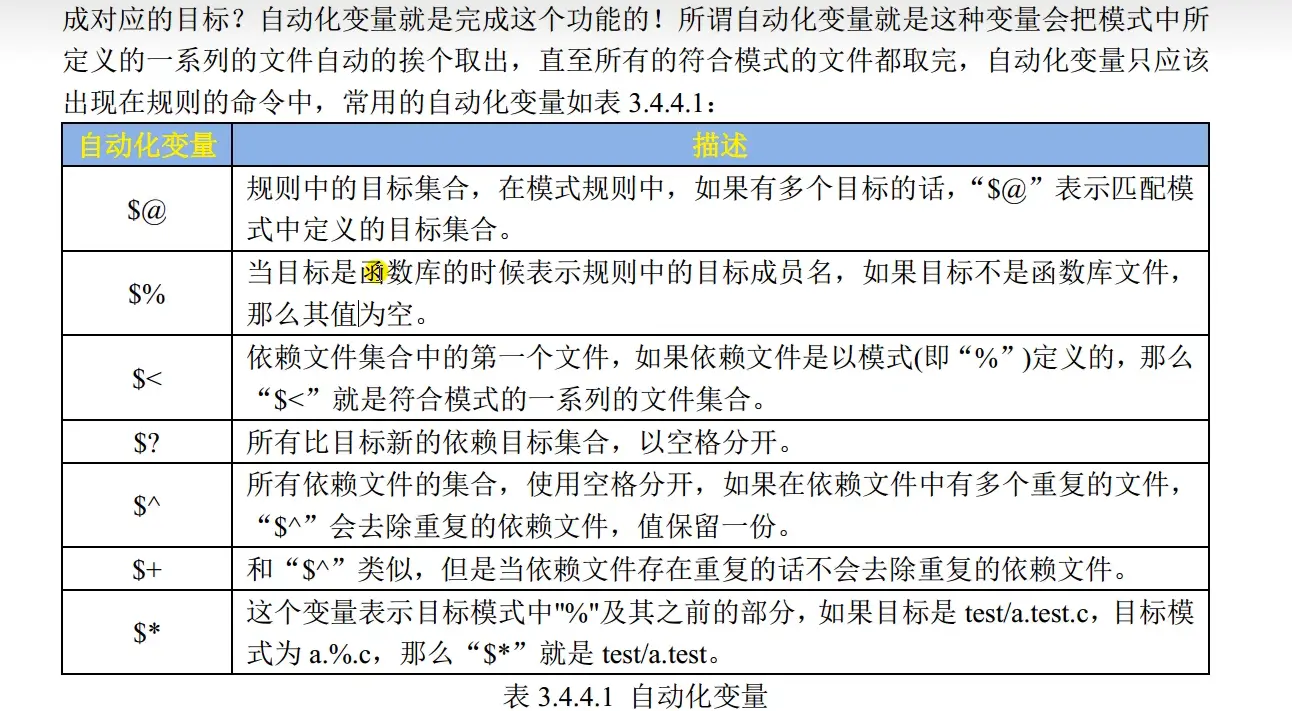 成对应的目标？自动化变量就是完成这个功能的！所谓自动化变量就是这种变量会把模式中所
定义的一系列的文件自动的挨个取出，直至所有的符合模式的文件都取完，自动化变量只应该
出现在规则的命令中，常用的自动化变量如表 3.4.4.1：
自动化变量
描述
$@
规则中的目标集合，在模式规则中，如果有多个目标的话，“$@”表示匹配模
式中定义的目标集合。
$%
当目标是函数库的时候表示规则中的目标成员名，如果目标不是函数库文件，
那么其值为空。
$<
依赖文件集合中的第一个文件，如果依赖文件是以模式(即“%”)定义的，那么
“$<”就是符合模式的一系列的文件集合。
$?
所有比目标新的依赖目标集合，以空格分开。
$^
所有依赖文件的集合，使用空格分开，如果在依赖文件中有多个重复的文件，
“$^”会去除重复的依赖文件，值保留一份。
$+
和“$^”类似，但是当依赖文件存在重复的话不会去除重复的依赖文件。
$*
这个变量表示目标模式中"%"及其之前的部分，如果目标是 test/a.test.c，目标模
式为 a.%.c，那么“$*”就是 test/a.test。
表 3.4.4.1 自动化变量